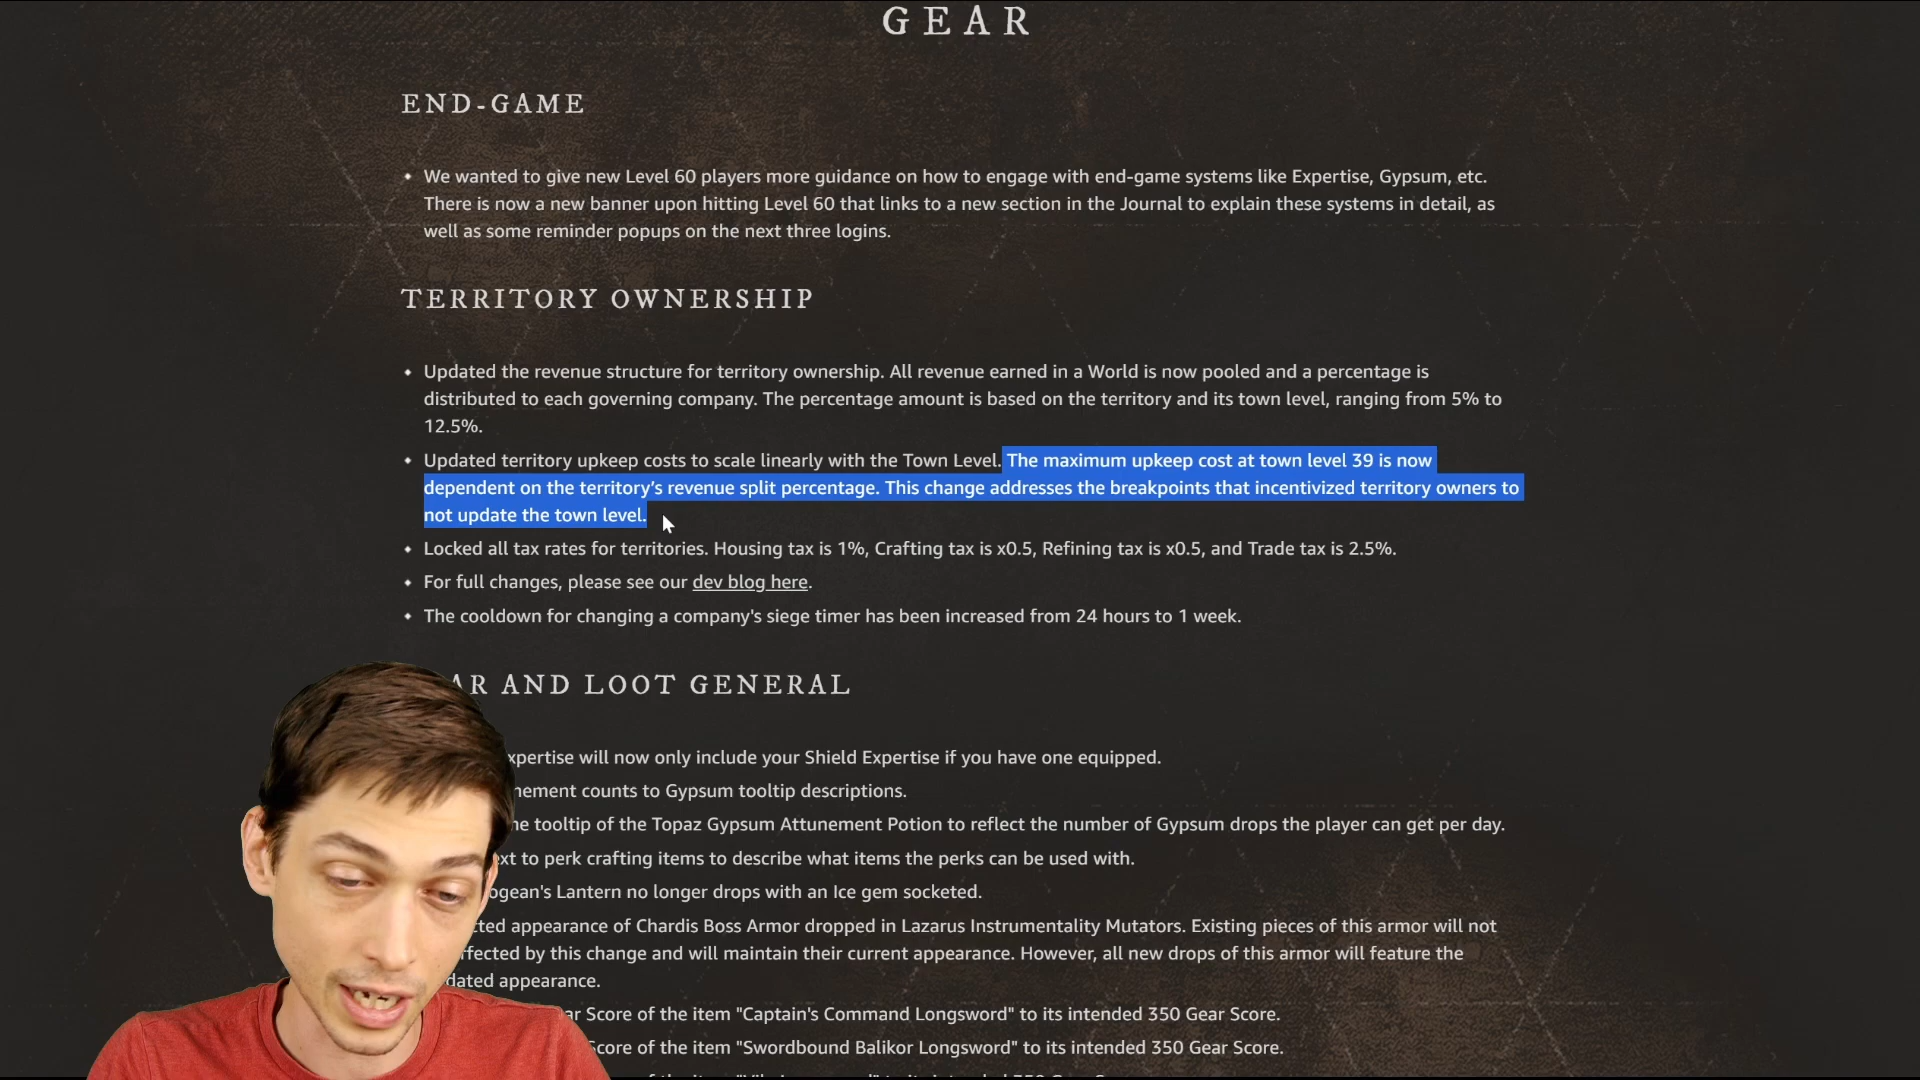 GEAR
END-GAME
We wanted to give new Level 60 players more guidance on how to engage with end-game systems like Expertise, Gypsum, etc.
There is now a new banner upon hitting Level 60 that links to a new section in the Journal to explain these systems in detail, as
well as some reminder popups on the next three logins.
TERRITORY OWNERSHIP
Updated the revenue structure for territory ownership. All revenue earned in a World is now pooled and a percentage is
distributed to each governing company. The percentage amount is based on the territory and its town level, ranging from 5% to
12.5%.
Updated territory upkeep costs to scale linearly with the Town Level. The maximum upkeep cost at town level 39 is now
dependent on the territory’s revenue split percentage. This change addresses the breakpoints that incentivized territory owners to
not update the town level.
Locked all tax rates for territories. Housing tax is 1%, Crafting tax is x0.5, Refining tax is x0.5, and Trade tax is 2.5%.
For full changes, please see our dev blog here.
The cooldown for changing a company's siege timer has been increased from 24 hours to 1 week.
AND LOOT GENERAL
will now only include your Shield Expertise if you have one equipped.
counts to Gypsum tooltip descriptions.
tooltip of the Topaz Gypsum Attunement Potion to reflect the number of Gypsum drops the player can get per day.
to perk crafting items to describe what items the perks can be used with.
Lantern no longer drops with an Ice gem socketed.
appearance of Chardis Boss Armor dropped in Lazarus Instrumentality Mutators. Existing pieces of this armor will not
by this change and will maintain their current appearance. However, all new drops of this armor will feature the
appearance.
Score of the item "Captain's Command Longsword" to its intended 350 Gear Score.
Score of the item "Swordbound Balikor Longsword" to its intended 350 Gear Score.